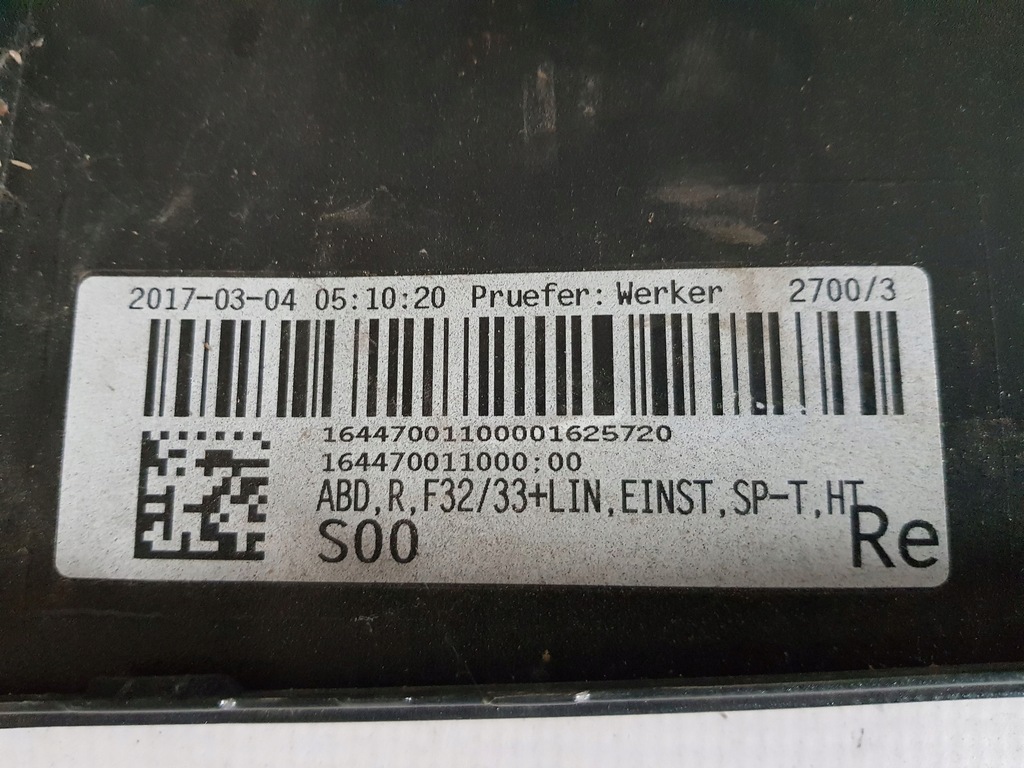 2017-03-04 05:10:20 Pruefer: Werker 2700/3
16447001100001625720
164470011000;00
ABD,R,F32/33+LIN,EINST,SP-T,HT
S00 Re